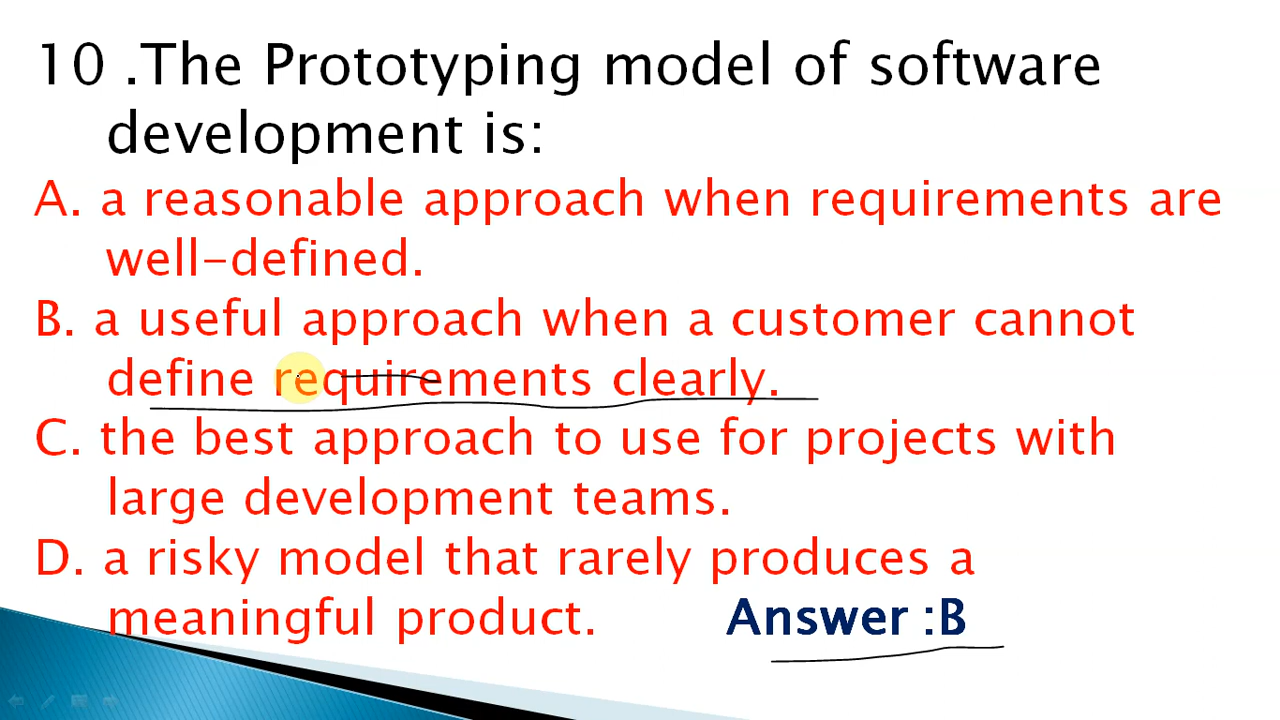 10 .The Prototyping model of software
development is:
A. a reasonable approach when requirements are
well-defined.
B. a useful approach when a customer cannot
define requirements clearly.
C. the best approach to use for projects with
large development teams.
D. a risky model that rarely produces a
meaningful product. Answer :B